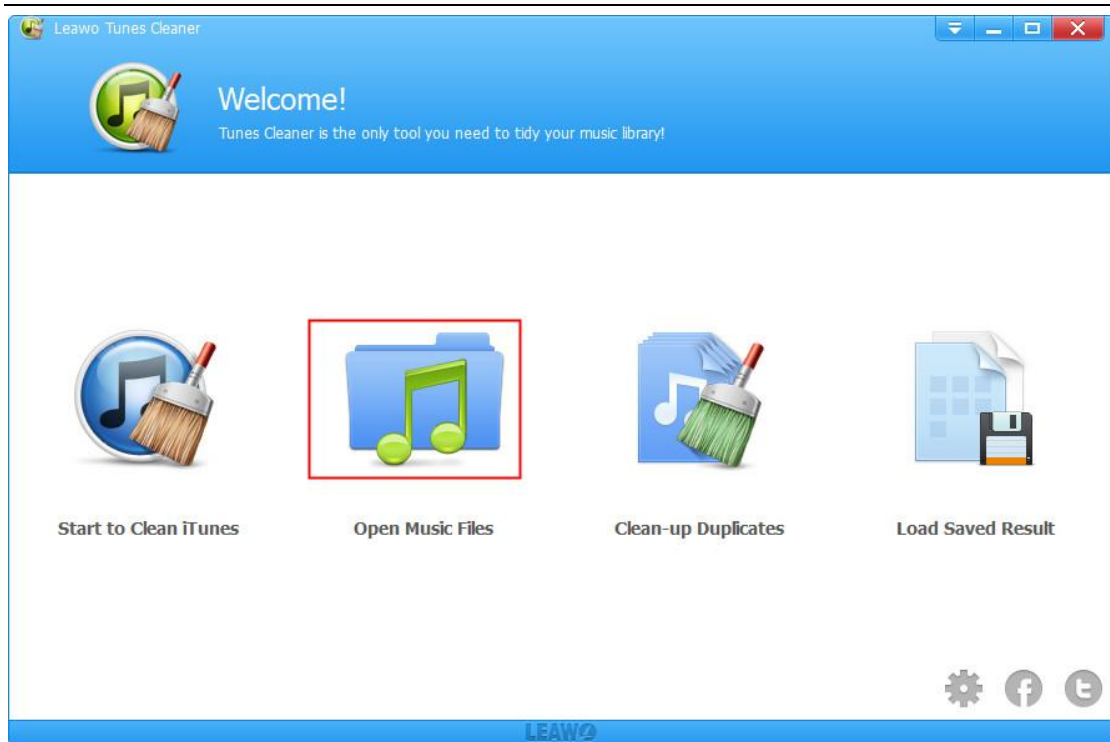 Leawo Tunes Cleaner
Welcome!
Tunes Cleaner is the only tool you need to tidy your music library!
Start to Clean iTunes
Open Music Files
Clean-up Duplicates
Load Saved Result
LEAWO